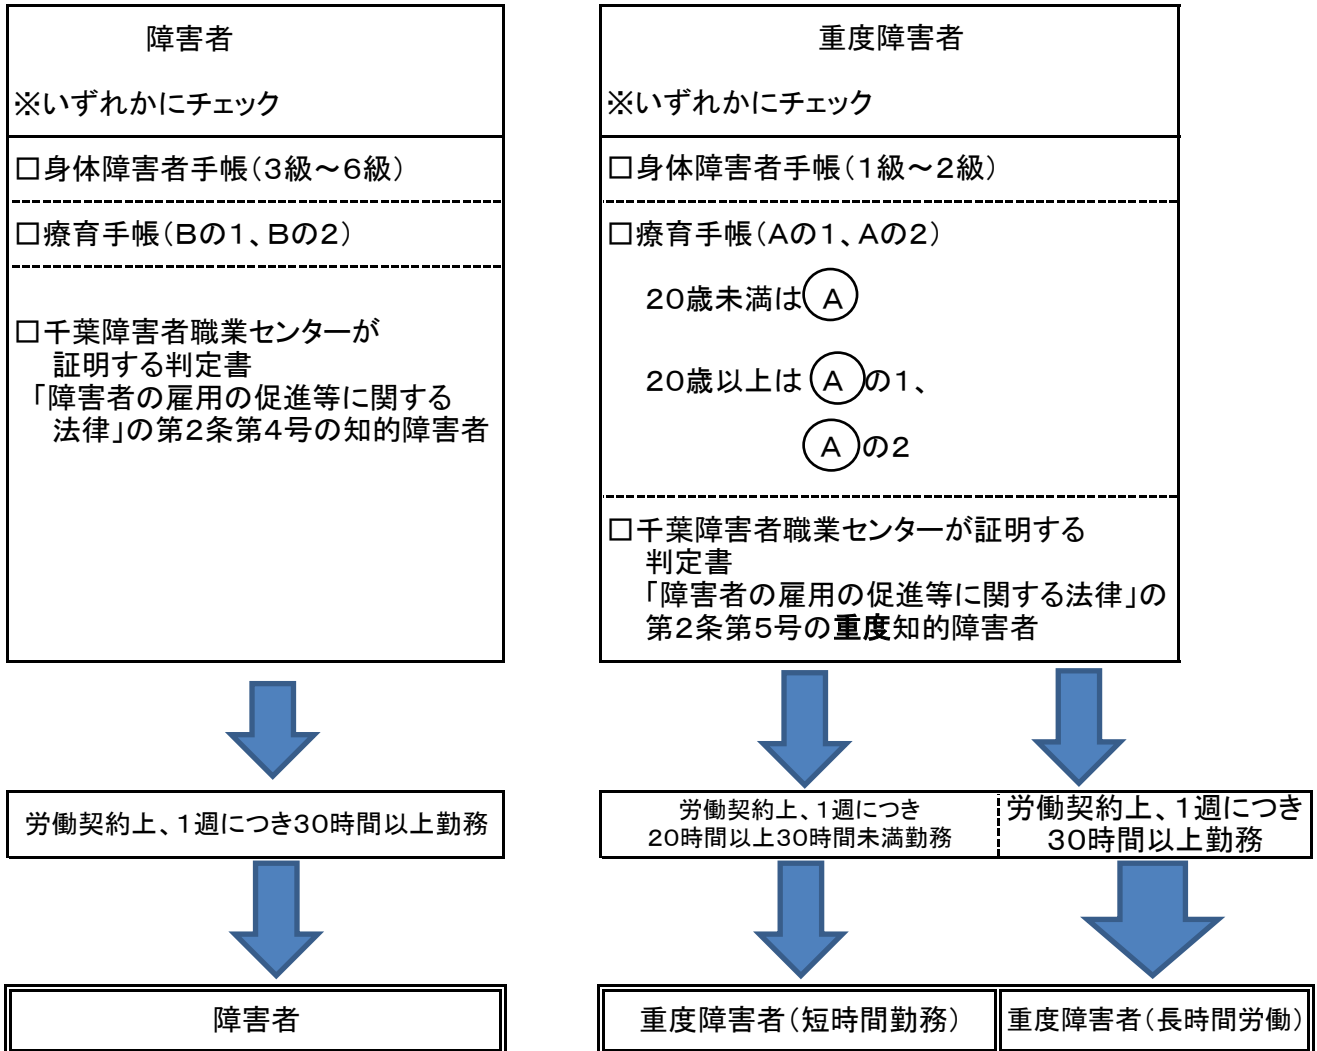 障害者
※いずれかにチェック
□身体障害者手帳(3級~6級)
□療育手帳(Bの1、Bの2)
□千葉障害者職業センターが
証明する判定書
「障害者の雇用の促進等に関する
法律」の第2条第4号の知的障害者
労働契約上、1週につき30時間以上勤務
障害者
重度障害者
※いずれかにチェック
□身体障害者手帳(1級~2級)
□療育手帳(Aの1、Aの2)
20歳未満はA
20歳以上はAの1、
Aの2
□千葉障害者職業センターが証明する
判定書
「障害者の雇用の促進等に関する法律」の
第2条第5号の重度知的障害者
労働契約上、1週につき
20時間以上30時間未満勤務
労働契約上、1週につき
30時間以上勤務
重度障害者(短時間勤務)
重度障害者(長時間労働)